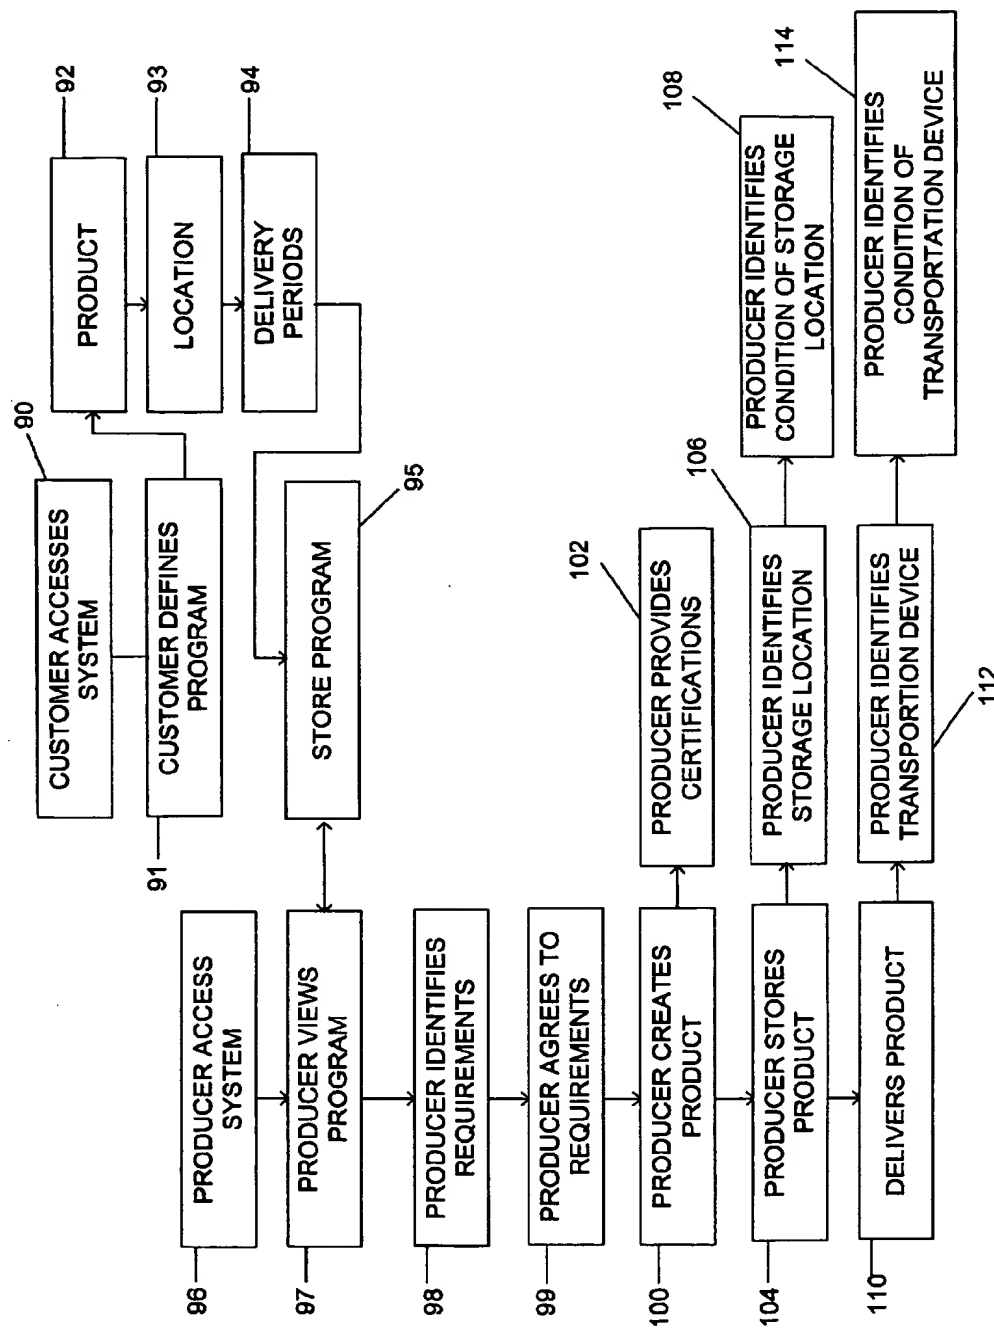 90
CUSTOMER ACCESSES
SYSTEM
91
CUSTOMER DEFINES
PROGRAM
92
PRODUCT
93
LOCATION
94
DELIVERY
PERIODS
95
STORE PROGRAM
96
PRODUCER ACCESS
SYSTEM
97
PRODUCER VIEWS
PROGRAM
98
PRODUCER IDENTIFIES
REQUIREMENTS
99
PRODUCER AGREES TO
REQUIREMENTS
100
PRODUCER CREATES
PRODUCT
102
PRODUCER PROVIDES
CERTIFICATIONS
104
PRODUCER STORES
PRODUCT
106
PRODUCER IDENTIFIES
STORAGE LOCATION
108
PRODUCER IDENTIFIES
CONDITION OF STORAGE
LOCATION
110
DELIVERS PRODUCT
112
PRODUCER IDENTIFIES
TRANSPORTION DEVICE
114
PRODUCER IDENTIFIES
CONDITION OF
TRANSPORTATION DEVICE